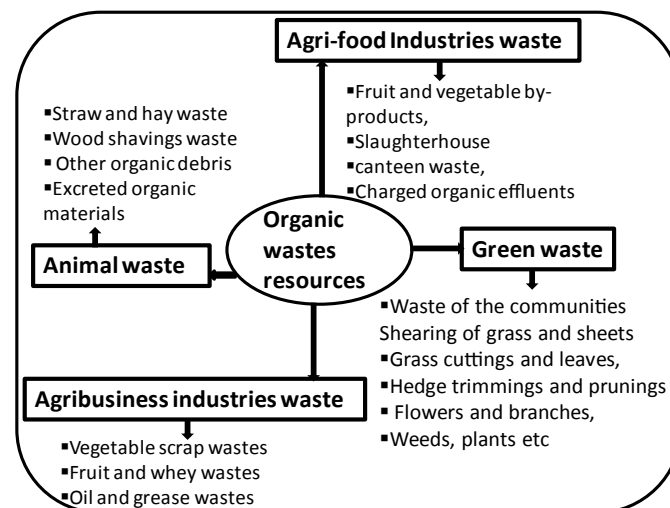 Agri-food Industries waste
▪Fruit and vegetable by-
products,
▪Slaughterhouse
▪canteen waste,
▪Charged organic effluents
▪Straw and hay waste
▪Wood shavings waste
▪ Other organic debris
▪Excreted organic
materials
Organic
wastes
resources
Animal waste
Green waste
▪Waste of the communities
Shearing of grass and sheets
▪Grass cuttings and leaves,
▪Hedge trimmings and prunings
▪ Flowers and branches,
▪Weeds, plants etc
Agribusiness industries waste
▪Vegetable scrap wastes
▪Fruit and whey wastes
▪Oil and grease wastes